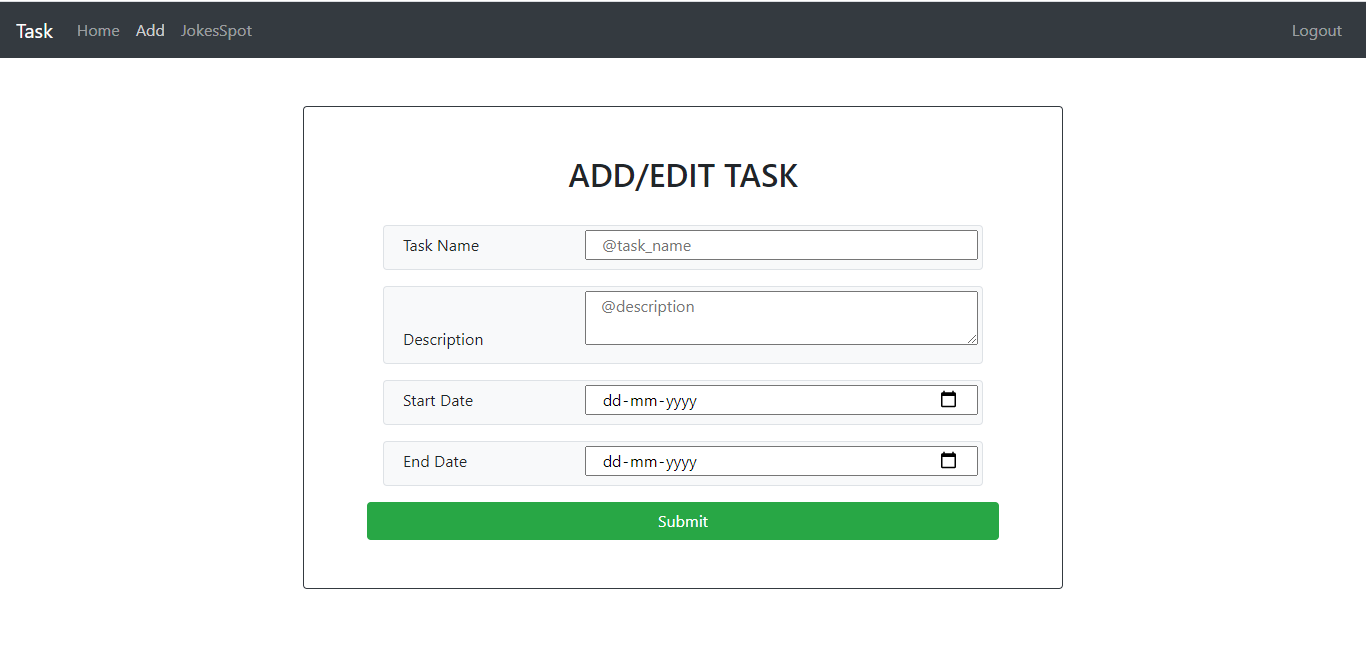 Task Home Add JokesSpot Logout
ADD/EDIT TASK
Task Name @task_name
@description
Description
Start Date dd-mm-yyyy
End Date dd-mm-yyyy
Submit